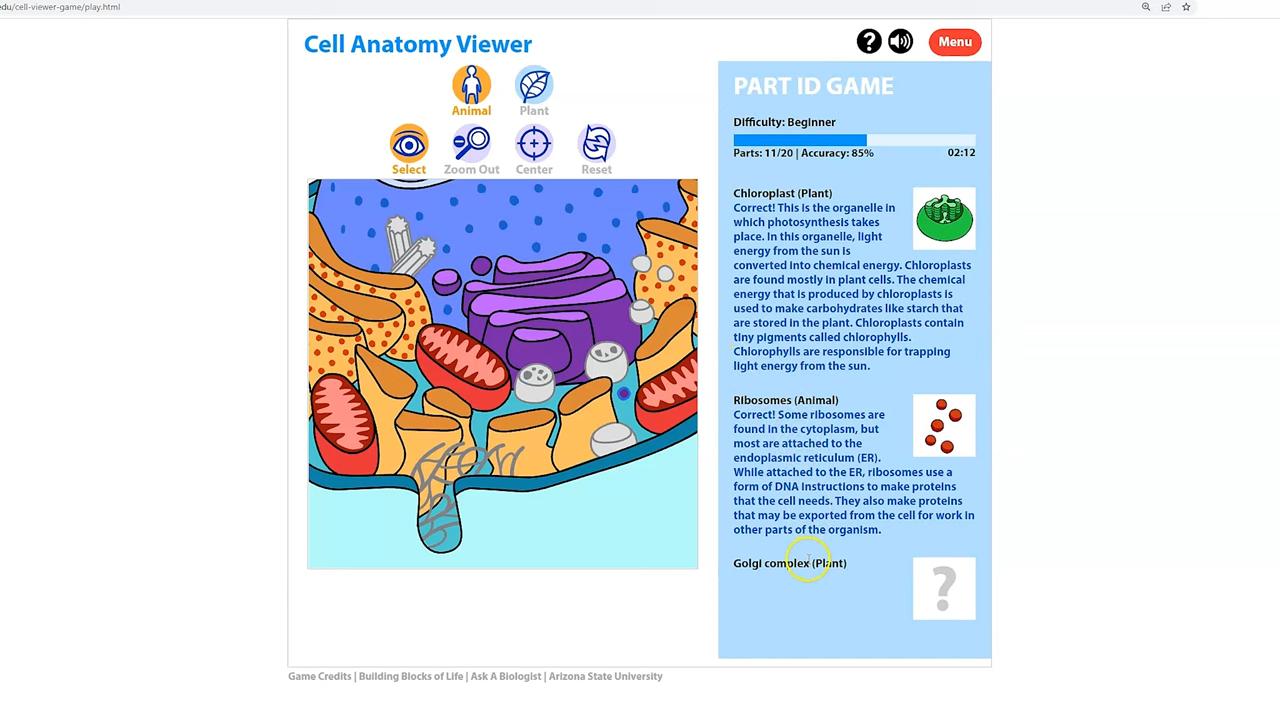 edu/cell-viewer-game/play.html
Cell Anatomy Viewer
?
Menu
Animal
Plant
Select
Zoom Out
Center
Reset
PART ID GAME
Difficulty: Beginner
Parts: 11/20 | Accuracy: 85%
02:12
Chloroplast (Plant)
Correct! This is the organelle in
which photosynthesis takes
place. In this organelle, light
energy from the sun is
converted into chemical energy. Chloroplasts
are found mostly in plant cells. The chemical
energy that is produced by chloroplasts is
used to make carbohydrates like starch that
are stored in the plant. Chloroplasts contain
tiny pigments called chlorophylls.
Chlorophylls are responsible for trapping
light energy from the sun.
Ribosomes (Animal)
Correct! Some ribosomes are
found in the cytoplasm, but
most are attached to the
endoplasmic reticulum (ER).
While attached to the ER, ribosomes use a
form of DNA instructions to make proteins
that the cell needs. They also make proteins
that may be exported from the cell for work in
other parts of the organism.
Golgi complex (Plant)
?
Game Credits | Building Blocks of Life | Ask A Biologist | Arizona State University